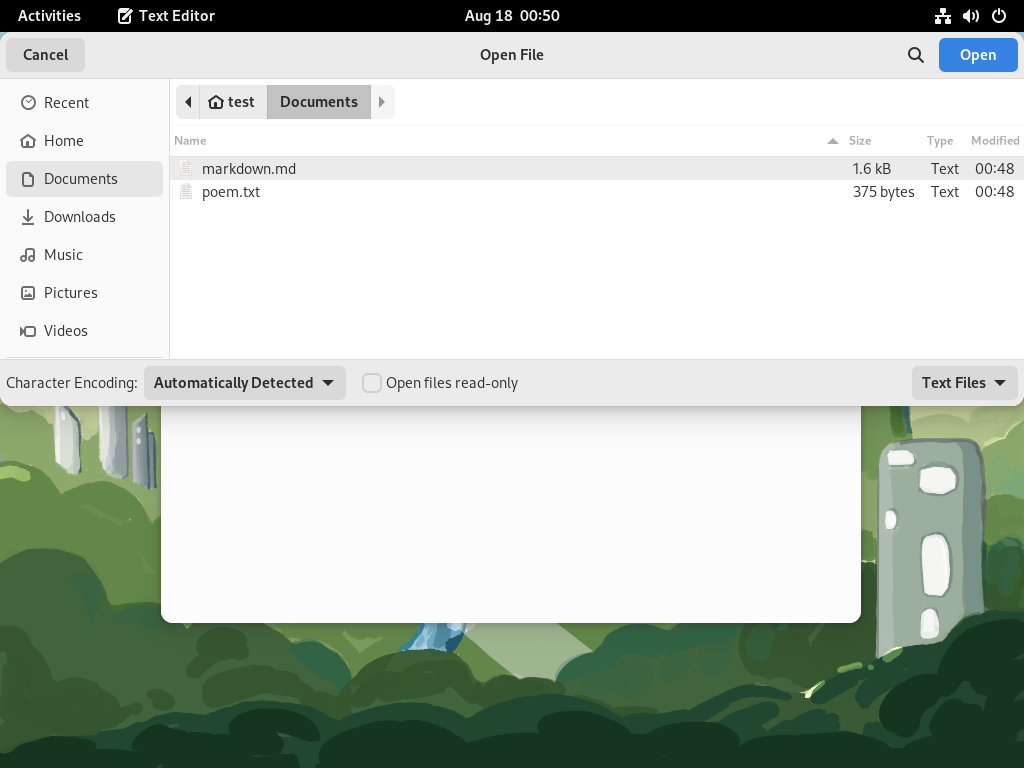 Activities Text Editor Aug 18 00:50
Cancel Open File Open
Recent
Home
Documents
Downloads
Music
Pictures
Videos
test Documents
Name Size Type Modified
markdown.md 1.6 kB Text 00:48
poem.txt 375 bytes Text 00:48
Character Encoding: Automatically Detected Open files read-only Text Files